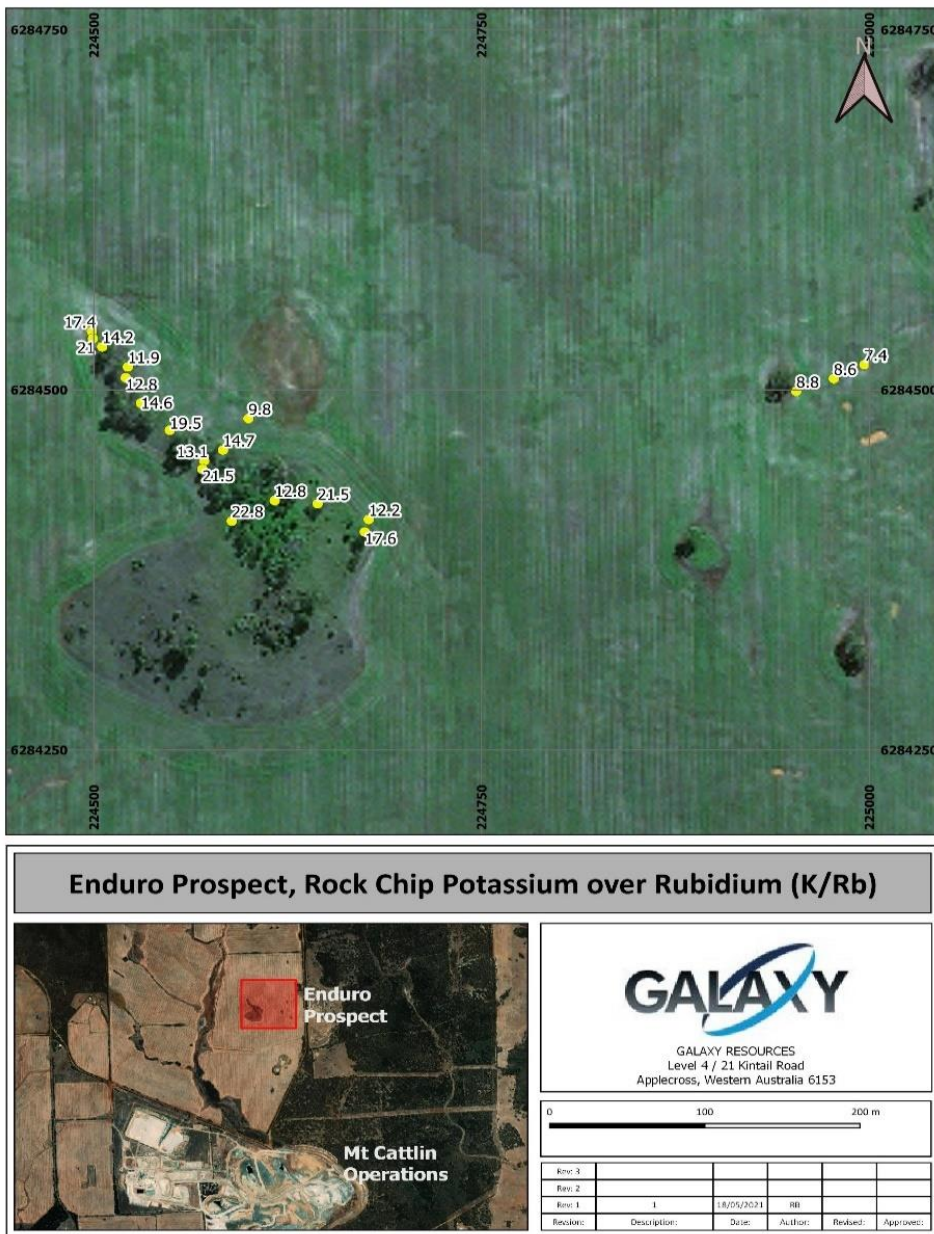 6284750
224500
224750
225000
6284750
N
17.4
14.2
21
11.9
12.8
14.6
19.5
9.8
14.7
13.1
21.5
12.8
21.5
22.8
12.2
17.6
7.4
8.6
8.8
6284500
6284500
6284250
6284250
224500
224750
225000
Enduro Prospect, Rock Chip Potassium over Rubidium (K/Rb)
Enduro
Prospect
Mt Cattlin
Operations
GALAXY
GALAXY RESOURCES
Level 4 / 21 Kintail Road
Applecross, Western Australia 6153
0 100 200 m
Rev: 3
Rev: 2
Rev: 1 1 18/05/2021 RB
Revsion: Description: Date: Author: Revised: Approved: